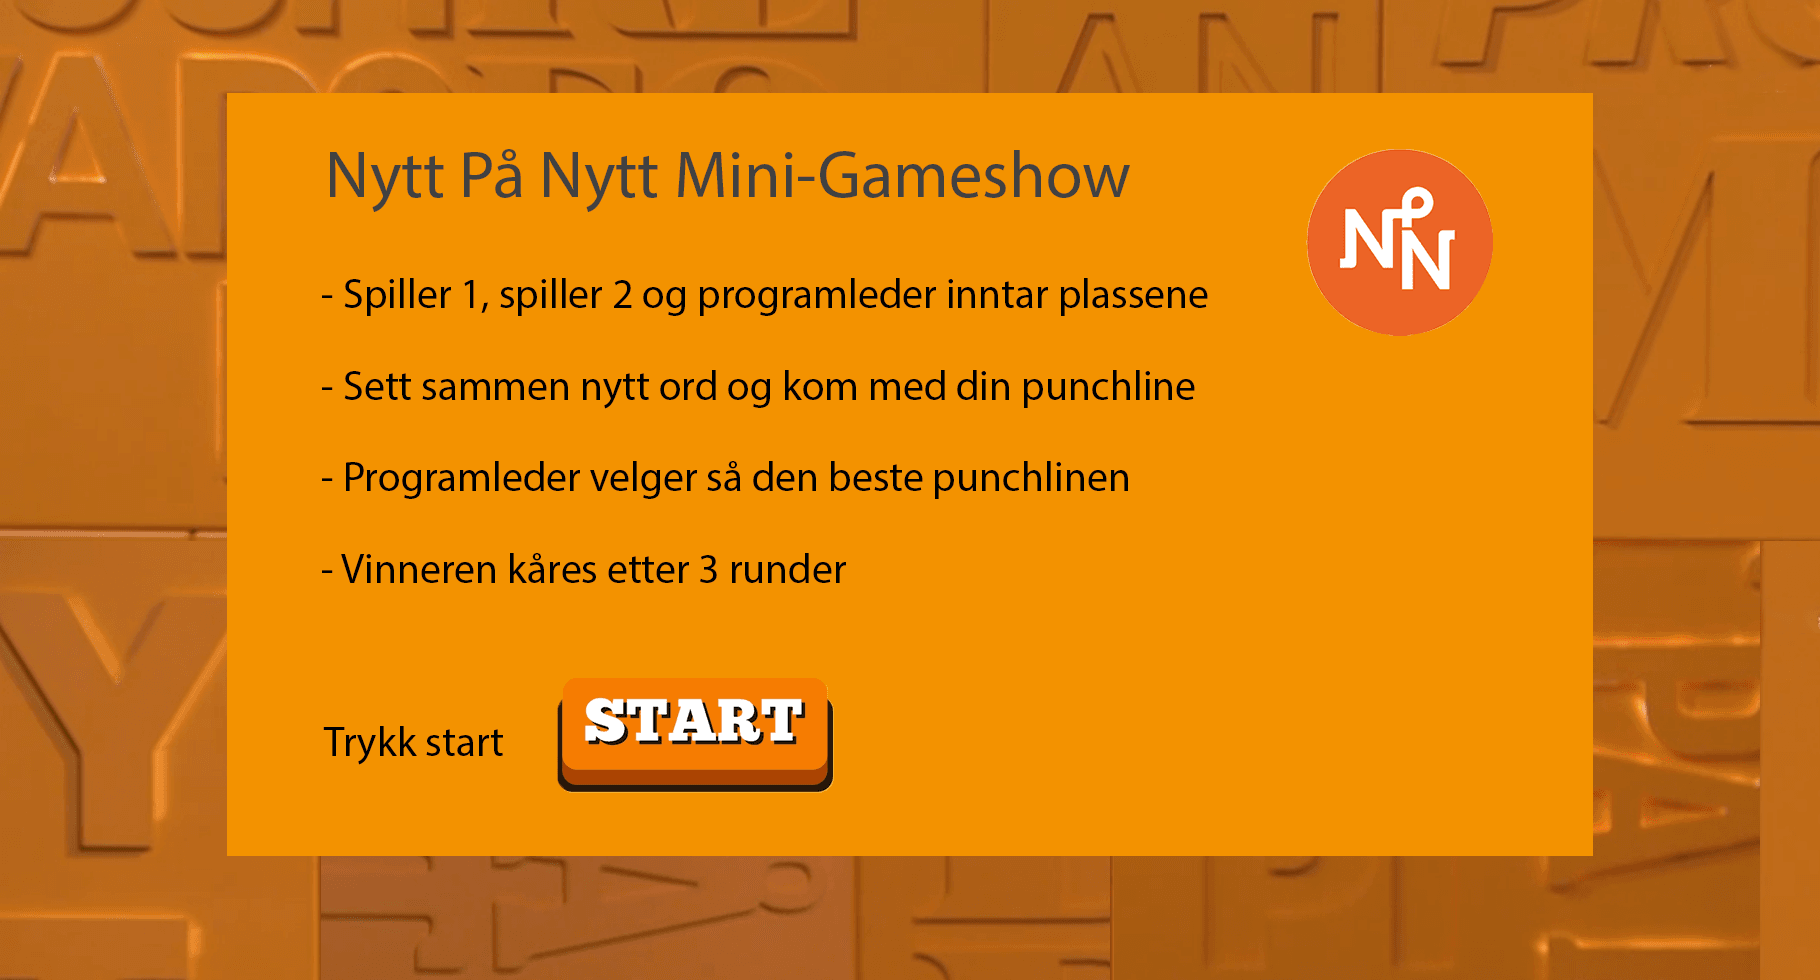 Nytt På Nytt Mini-Gameshow
NPN
- Spiller 1, spiller 2 og programleder inntar plassene
- Sett sammen nytt ord og kom med din punchline
- Programleder velger så den beste punchlinen
- Vinneren kåres etter 3 runder
Trykk start
START